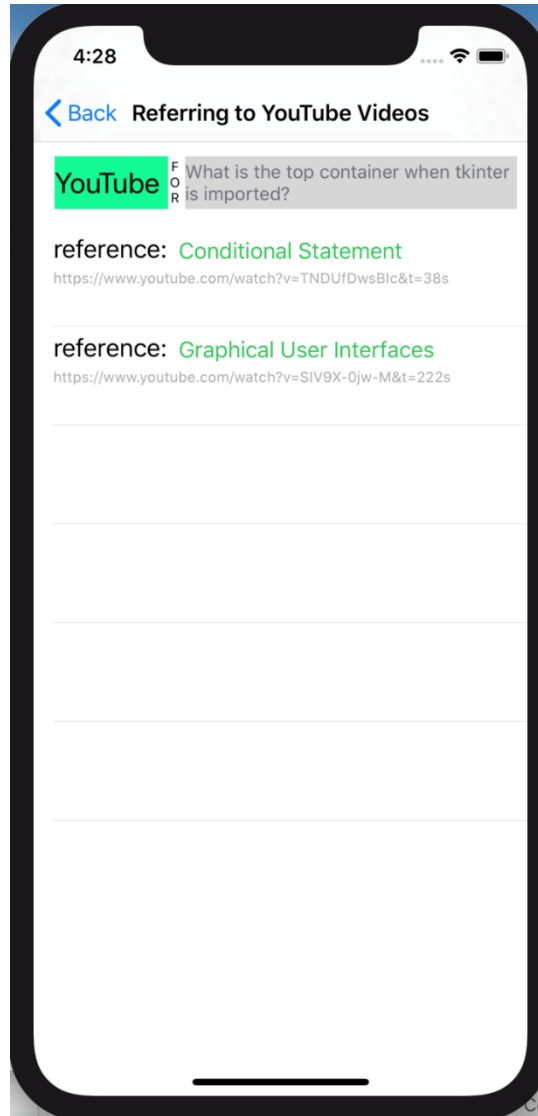 4:28
Back Referring to YouTube Videos
YouTube FOR What is the top container when tkinter
is imported?
reference: Conditional Statement
https://www.youtube.com/watch?v=TNDUfDwsBlc&t=38s
reference: Graphical User Interfaces
https://www.youtube.com/watch?v=SIV9X-0jw-M&t=222s